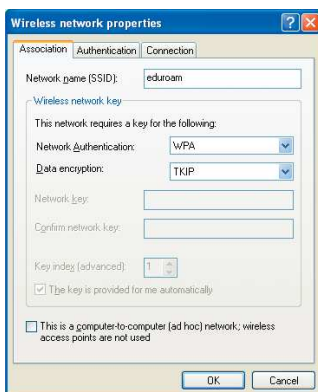 Wireless network properties
Association Authentication Connection
Network name (SSID): eduroam
Wireless network key
This network requires a key for the following:
Network Authentication: WPA
Data encryption: TKIP
Network key:
Confirm network key:
Key index (advanced): 1
The key is provided for me automatically
This is a computer-to-computer (ad hoc) network; wireless
access points are not used
OK Cancel